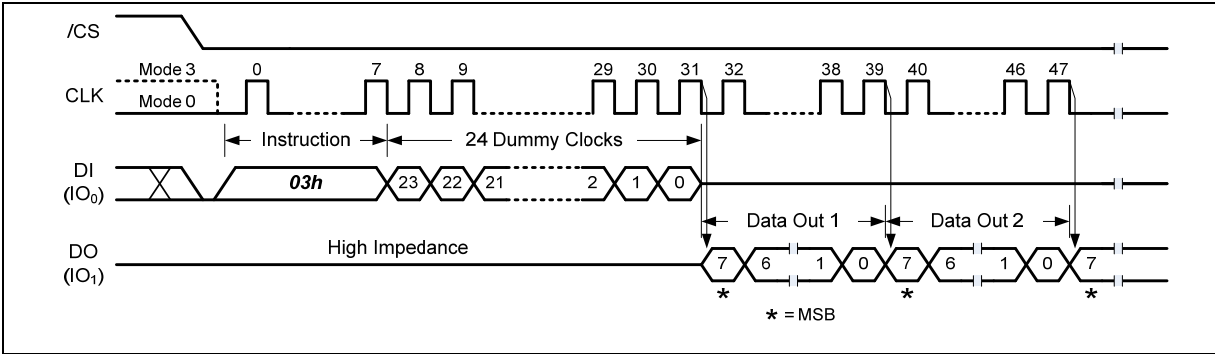 /CS
Mode 3 0 7 8 9 29 30 31 32 38 39 40 46 47
CLK
Mode 0
Instruction 24 Dummy Clocks
DI
(IO₀)
03h 23 22 21 2 1 0
Data Out 1 Data Out 2
High Impedance
DO
(IO₁)
7 6 1 0 7 6 1 0 7
* * *
* = MSB